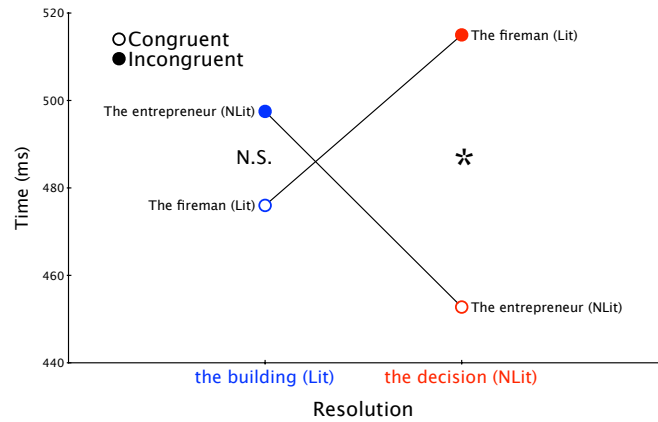 520
Congruent
Incongruent
The fireman (Lit)
500
The entrepreneur (NLit)
N.S.
*
Time (ms)
480
The fireman (Lit)
460
The entrepreneur (NLit)
440
the building (Lit)
the decision (NLit)
Resolution